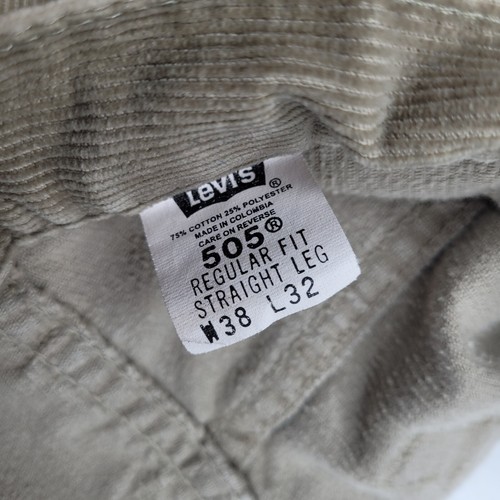 Levi's®
75% COTTON 25% POLYESTER
MADE IN COLOMBIA
CARE ON REVERSE
505®
REGULAR FIT
STRAIGHT LEG
W38 L32